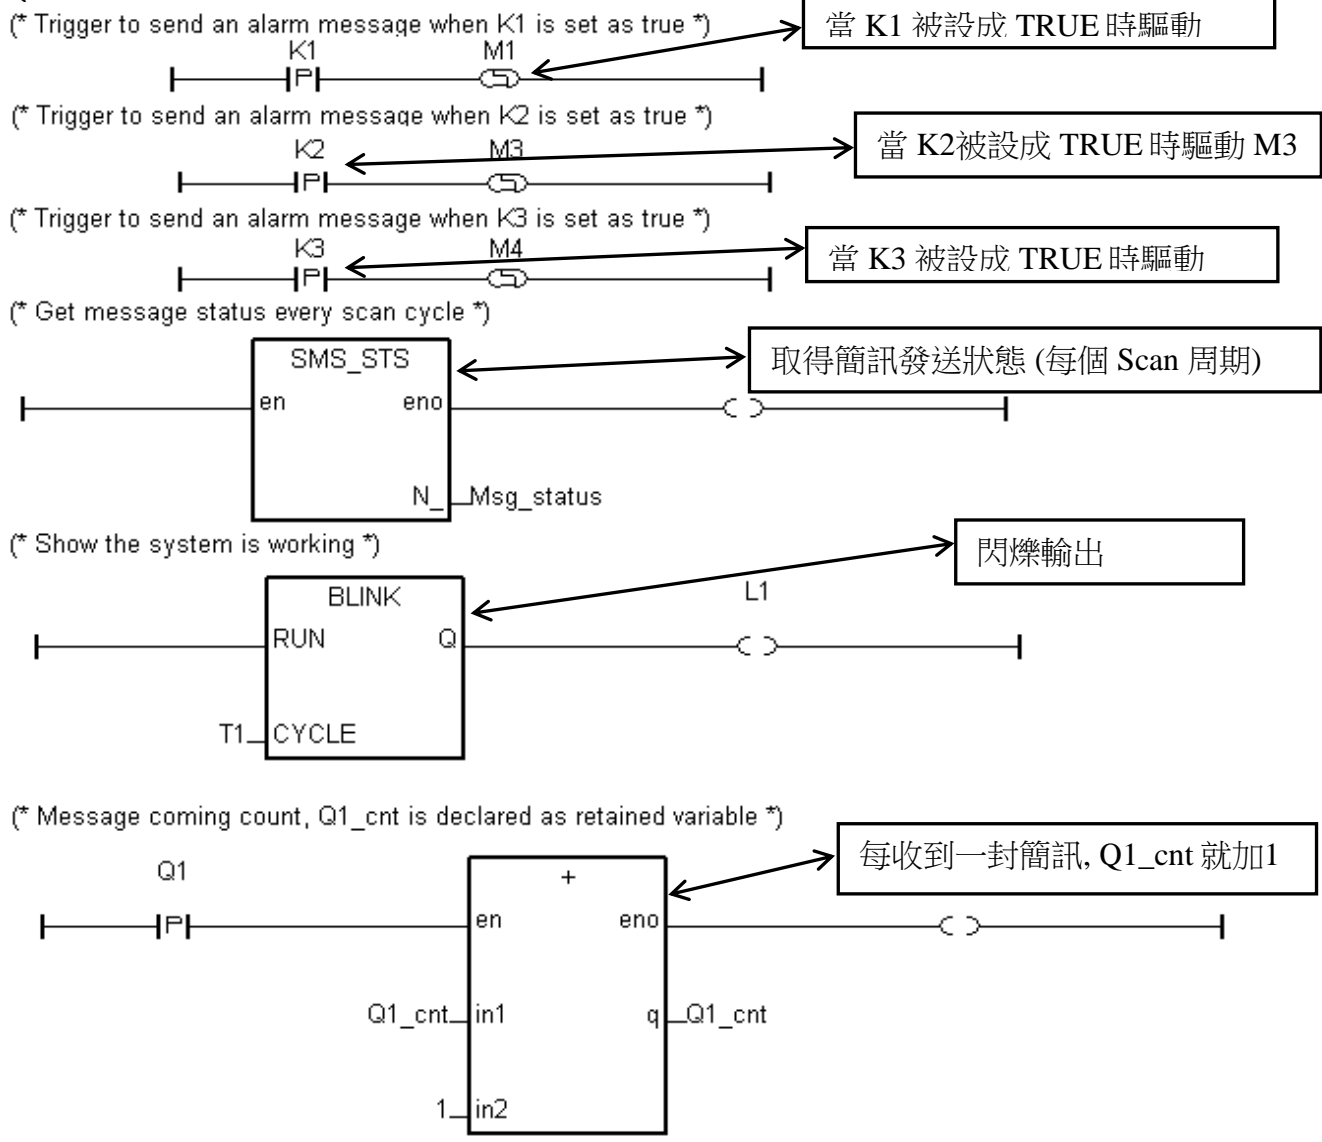 (* Trigger to send an alarm message when K1 is set as true *)
當 K1 被設成 TRUE 時驅動
K1
M1
P
S
(* Trigger to send an alarm message when K2 is set as true *)
當 K2被設成 TRUE 時驅動 M3
K2
M3
P
S
(* Trigger to send an alarm message when K3 is set as true *)
當 K3 被設成 TRUE 時驅動
K3
M4
P
S
(* Get message status every scan cycle *)
取得簡訊發送狀態 (每個 Scan 周期)
SMS_STS
en
eno
N_
Msg_status
(* Show the system is working *)
閃爍輸出
BLINK
L1
RUN
Q
T1
CYCLE
(* Message coming count, Q1_cnt is declared as retained variable *)
每收到一封簡訊, Q1_cnt 就加1
Q1
+
P
en
eno
Q1_cnt
in1
q
Q1_cnt
1
in2